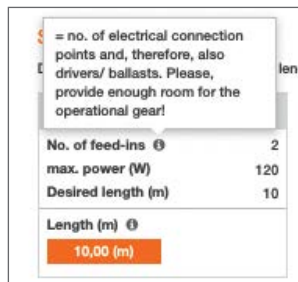 = no. of electrical connection
points and, therefore, also
drivers/ ballasts. Please,
provide enough room for the
operational gear!
len
No. of feed-ins 2
max. power (W) 120
Desired length (m) 10
Length (m)
10,00 (m)